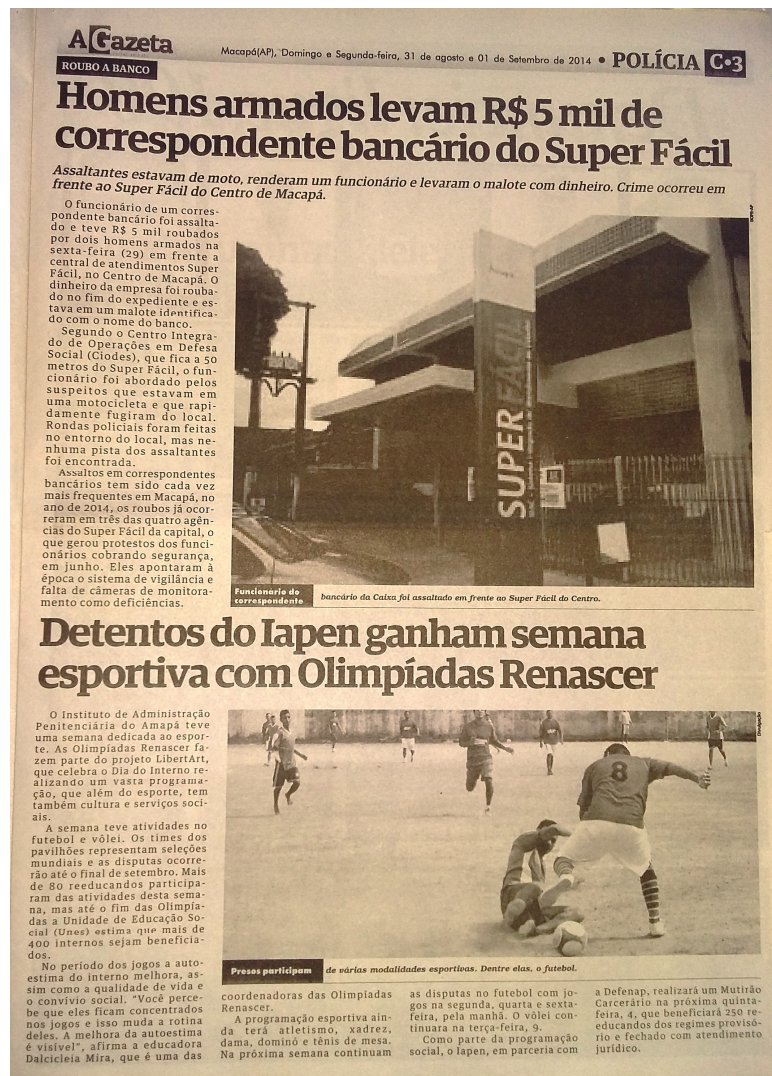 A Gazeta
Macapá(AP), Domingo e Segunda-feira, 31 de agosto e 01 de Setembro de 2014 • POLÍCIA C•3
ROUBO A BANCO
Homens armados levam R$ 5 mil de
correspondente bancário do Super Fácil
Assaltantes estavam de moto, renderam um funcionário e levaram o malote com dinheiro. Crime ocorreu em
frente ao Super Fácil do Centro de Macapá.
O funcionário de um corres-
pondente bancário foi assalta-
do e teve R$ 5 mil roubados
por dois homens armados na
sexta-feira (29) em frente a
central de atendimentos Super
Fácil, no Centro de Macapá. O
dinheiro da empresa foi rouba-
do no fim do expediente e es-
tava em um malote identifica-
do com o nome do banco.
Segundo o Centro Integra-
do de Operações em Defesa
Social (Ciodes), que fica a 50
metros do Super Fácil, o fun-
cionário foi abordado pelos
suspeitos que estavam em
uma motocicleta e que rapi-
damente fugiram do local.
Rondas policiais foram feitas
no entorno do local, mas ne-
nhuma pista dos assaltantes
foi encontrada.
Assaltos em correspondentes
bancários tem sido cada vez
mais frequentes em Macapá, no
ano de 2014, os roubos já ocor-
reram em três das quatro agên-
cias do Super Fácil da capital, o
que gerou protestos dos funci-
onários cobrando segurança,
em junho. Eles apontaram à
época o sistema de vigilância e
falta de câmeras de monitora-
mento como deficiências.
SUPER FÁCIL
Funcionário do
correspondente
bancário da Caixa foi assaltado em frente ao Super Fácil do Centro.
Detentos do Iapen ganham semana
esportiva com Olimpíadas Renascer
O Instituto de Administração
Penitenciária do Amapá teve
uma semana dedicada ao espor-
te. As Olimpíadas Renascer fa-
zem parte do projeto LibertArt,
que celebra o Dia do Interno re-
alizando um vasta programa-
ção, que além do esporte, tem
também cultura e serviços soci-
ais.
A semana teve atividades no
futebol e vôlei. Os times dos
pavilhões representam seleções
mundiais e as disputas ocorre-
rão até o final de setembro. Mais
de 80 reeducandos participa-
ram das atividades desta sema-
na, mas até o fim das Olimpía-
das a Unidade de Educação So-
cial (Unes) estima que mais de
400 internos sejam beneficia-
dos.
No período dos jogos a auto-
estima do interno melhora, as-
sim como a qualidade de vida e
o convívio social. "Você perce-
be que eles ficam concentrados
nos jogos e isso muda a rotina
deles. A melhora da autoestima
é visível", afirma a educadora
Dalcicleia Mira, que é uma das
Divulgação
8
Presos participam
de várias modalidades esportivas. Dentre elas, o futebol.
coordenadoras das Olimpíadas
Renascer.
A programação esportiva ain-
da terá atletismo, xadrez,
dama, dominó e tênis de mesa.
Na próxima semana continuam
as disputas no futebol com jo-
gos na segunda, quarta e sexta-
feira, pela manhã. O vôlei con-
tinuara na terça-feira, 9.
Como parte da programação
social, o Iapen, em parceria com
a Defenap, realizará um Mutirão
Carcerário na próxima quinta-
feira, 4, que beneficiará 250 re-
educandos dos regimes provisó-
rio e fechado com atendimento
jurídico.